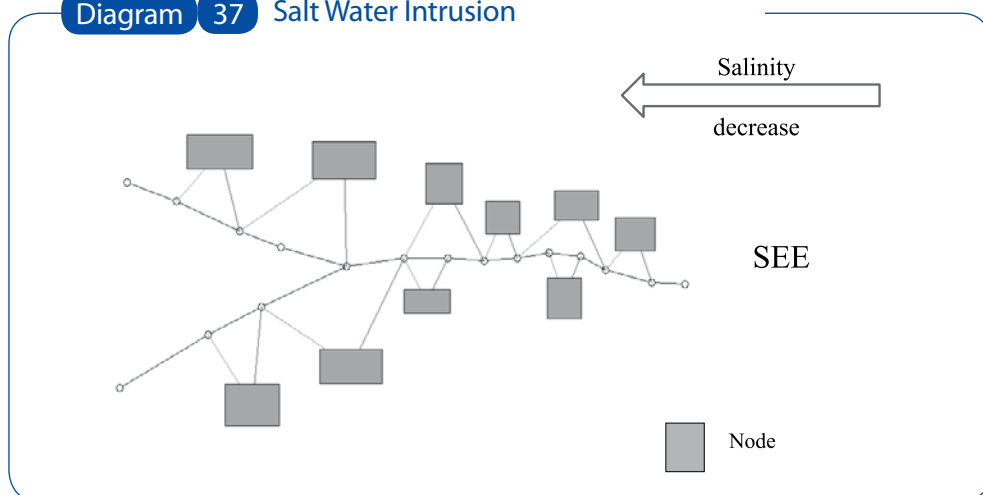 Diagram 37 Salt Water Intrusion
Salinity
decrease
SEE
Node